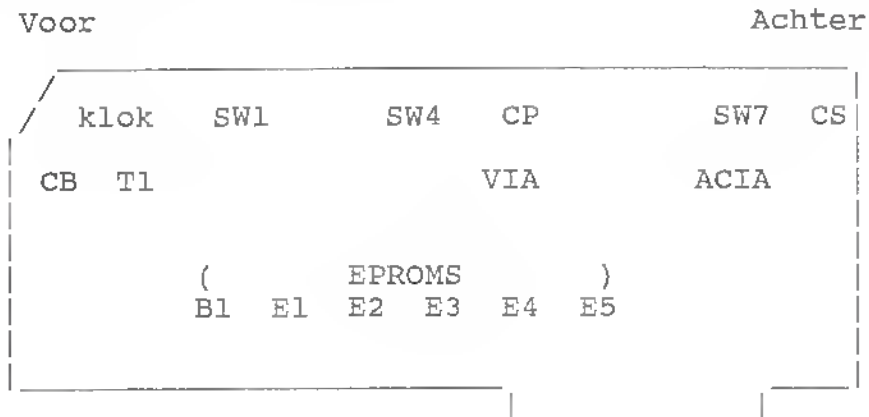 Voor Achter
klok SW1 SW4 CP SW7 CS
CB T1 VIA ACIA
( EPROMS )
B1 E1 E2 E3 E4 E5